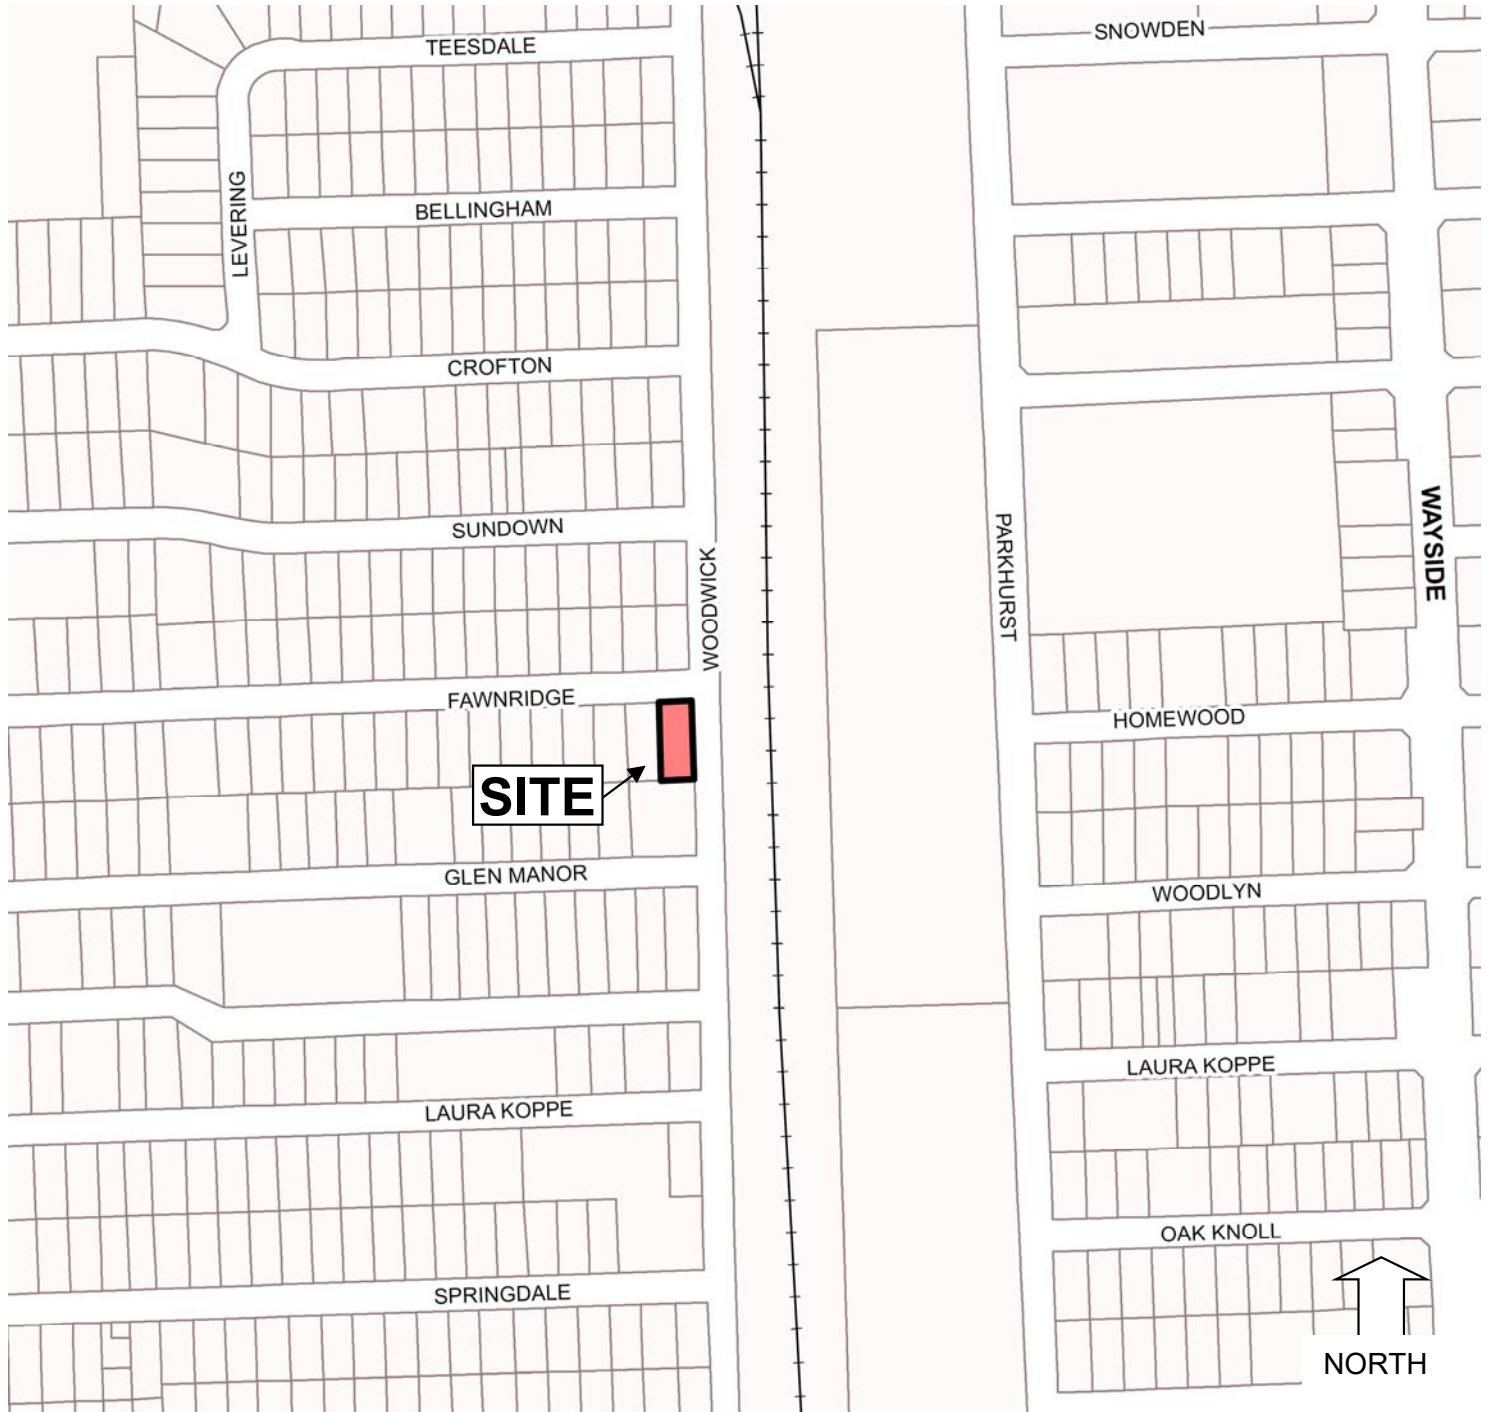 SNOWDEN
TEESDALE
LEVERING
BELLINGHAM
CROFTON
SUNDOWN
WOODWICK
PARKHURST
WAYSIDE
FAWNRIDGE
HOMEWOOD
SITE
GLEN MANOR
WOODLYN
LAURA KOPPE
LAURA KOPPE
OAK KNOLL
SPRINGDALE
NORTH